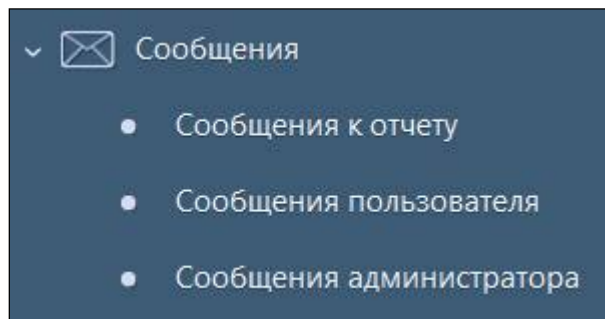 Сообщения
Сообщения к отчету
Сообщения пользователя
Сообщения администратора